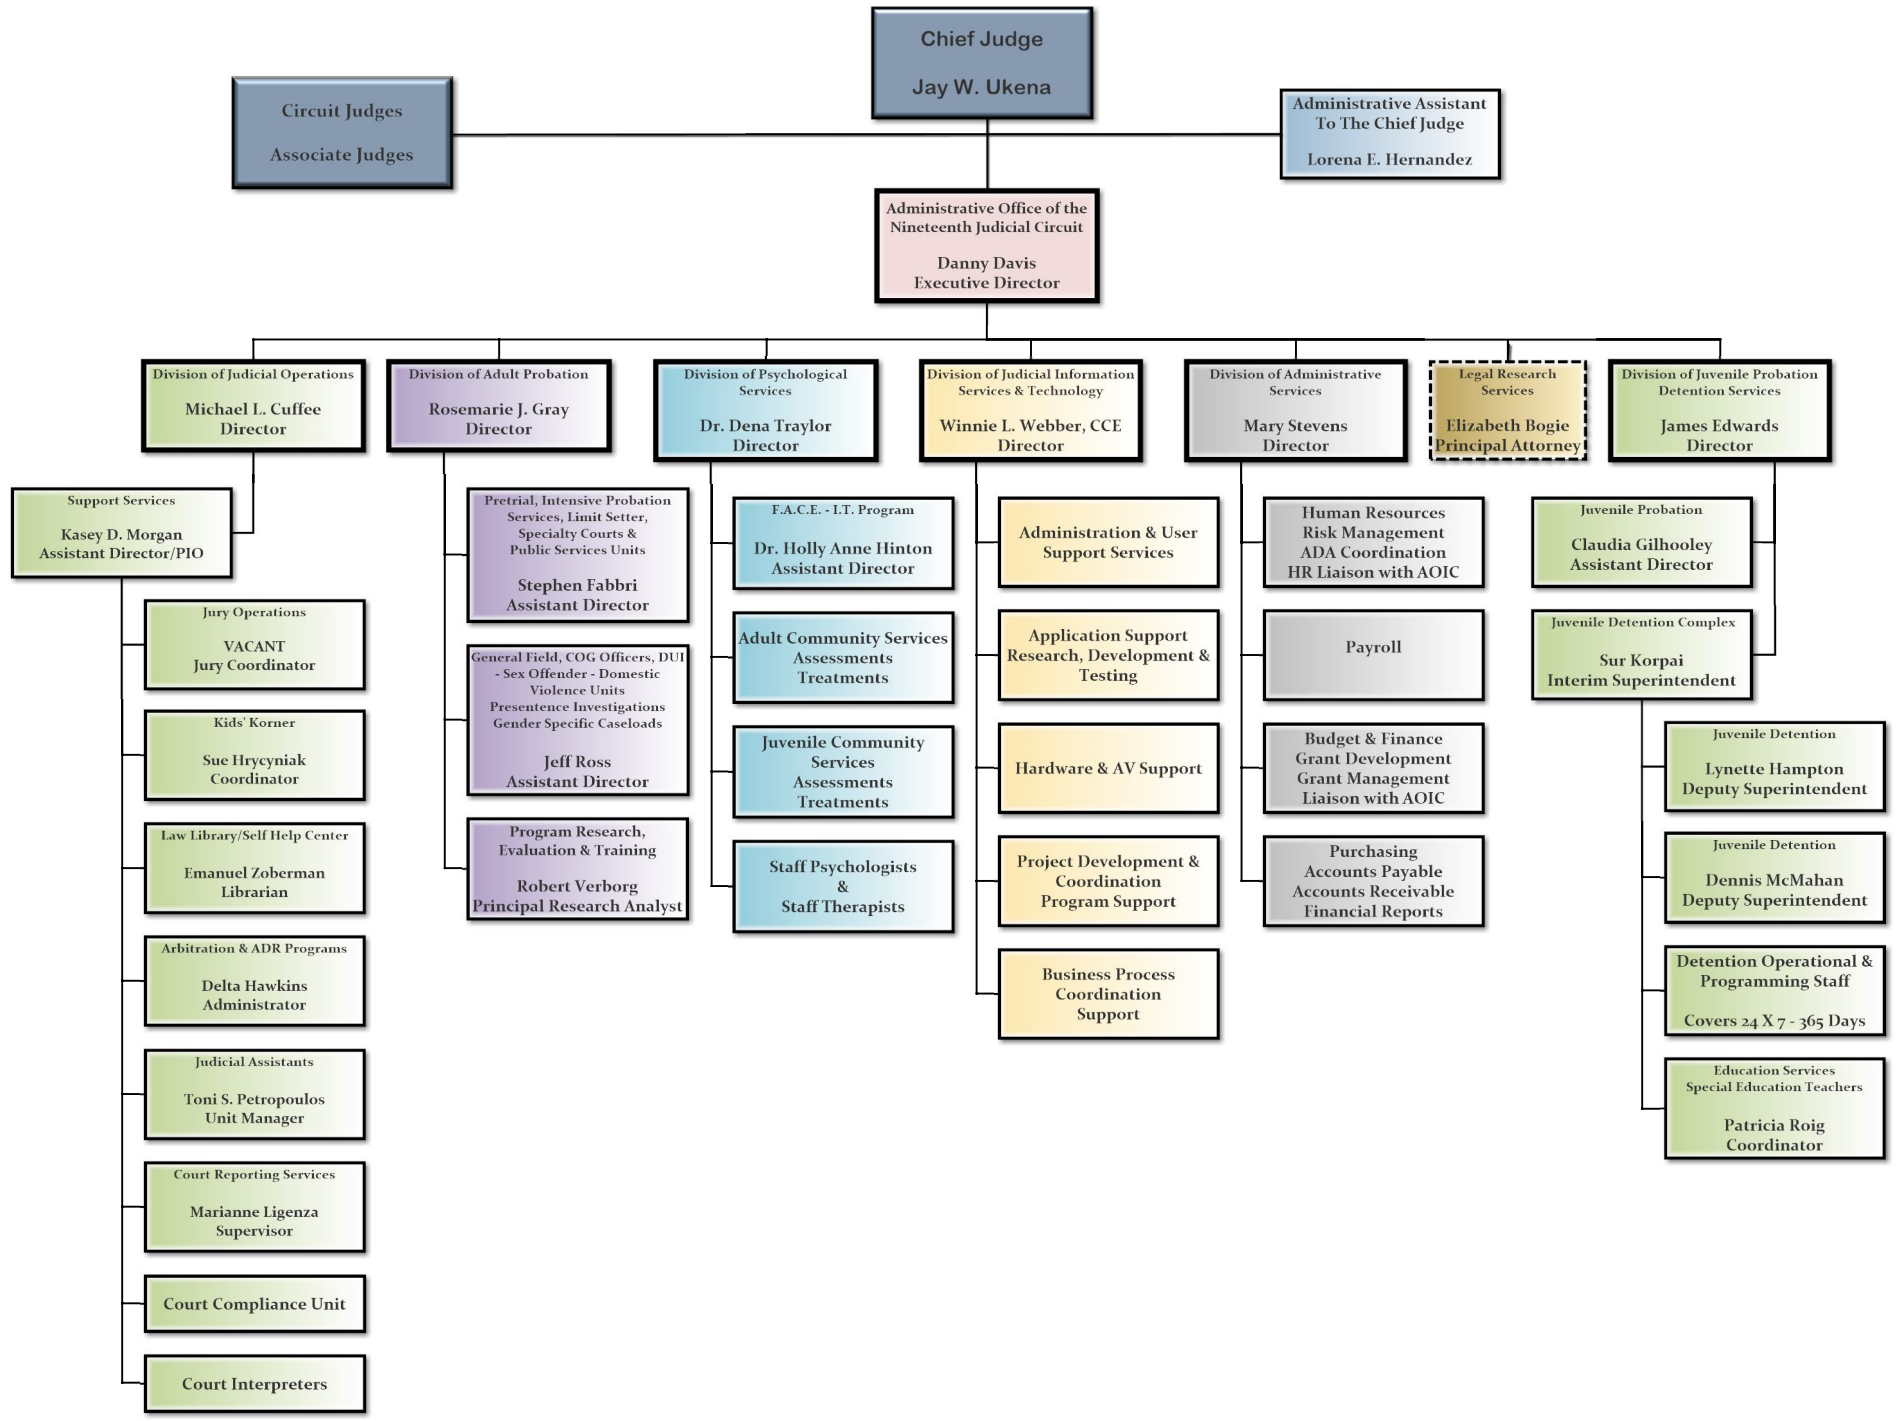 Chief Judge
Jay W. Ukena
Circuit Judges
Associate Judges
Administrative Assistant
To The Chief Judge
Lorena E. Hernandez
Administrative Office of the
Nineteenth Judicial Circuit
Danny Davis
Executive Director
Division of Judicial Operations
Michael L. Cuffee
Director
Division of Adult Probation
Rosemarie J. Gray
Director
Division of Psychological
Services
Dr. Dena Traylor
Director
Division of Judicial Information
Services & Technology
Winnie L. Webber, CCE
Director
Division of Administrative
Services
Mary Stevens
Director
Legal Research
Services
Elizabeth Bogie
Principal Attorney
Division of Juvenile Probation
Detention Services
James Edwards
Director
Support Services
Kasey D. Morgan
Assistant Director/PIO
Jury Operations
VACANT
Jury Coordinator
Kids' Korner
Sue Hrycyniak
Coordinator
Law Library/Self Help Center
Emanuel Zoberman
Librarian
Arbitration & ADR Programs
Delta Hawkins
Administrator
Judicial Assistants
Toni S. Petropoulos
Unit Manager
Court Reporting Services
Marianne Ligenza
Supervisor
Court Compliance Unit
Court Interpreters
Pretrial, Intensive Probation
Services, Limit Setter,
Specialty Courts &
Public Services Units
Stephen Fabbri
Assistant Director
General Field, COG Officers, DUI
- Sex Offender - Domestic
Violence Units
Presentence Investigations
Gender Specific Caseloads
Jeff Ross
Assistant Director
Program Research,
Evaluation & Training
Robert Verborg
Principal Research Analyst
F.A.C.E. - I.T. Program
Dr. Holly Anne Hinton
Assistant Director
Adult Community Services
Assessments
Treatments
Juvenile Community
Services
Assessments
Treatments
Staff Psychologists
&
Staff Therapists
Administration & User
Support Services
Application Support
Research, Development &
Testing
Hardware & AV Support
Project Development &
Coordination
Program Support
Business Process
Coordination
Support
Human Resources
Risk Management
ADA Coordination
HR Liaison with AOIC
Payroll
Budget & Finance
Grant Development
Grant Management
Liaison with AOIC
Purchasing
Accounts Payable
Accounts Receivable
Financial Reports
Juvenile Probation
Claudia Gilhooley
Assistant Director
Juvenile Detention Complex
Sur Korpai
Interim Superintendent
Juvenile Detention
Lynette Hampton
Deputy Superintendent
Juvenile Detention
Dennis McMahan
Deputy Superintendent
Detention Operational &
Programming Staff
Covers 24 X 7 - 365 Days
Education Services
Special Education Teachers
Patricia Roig
Coordinator